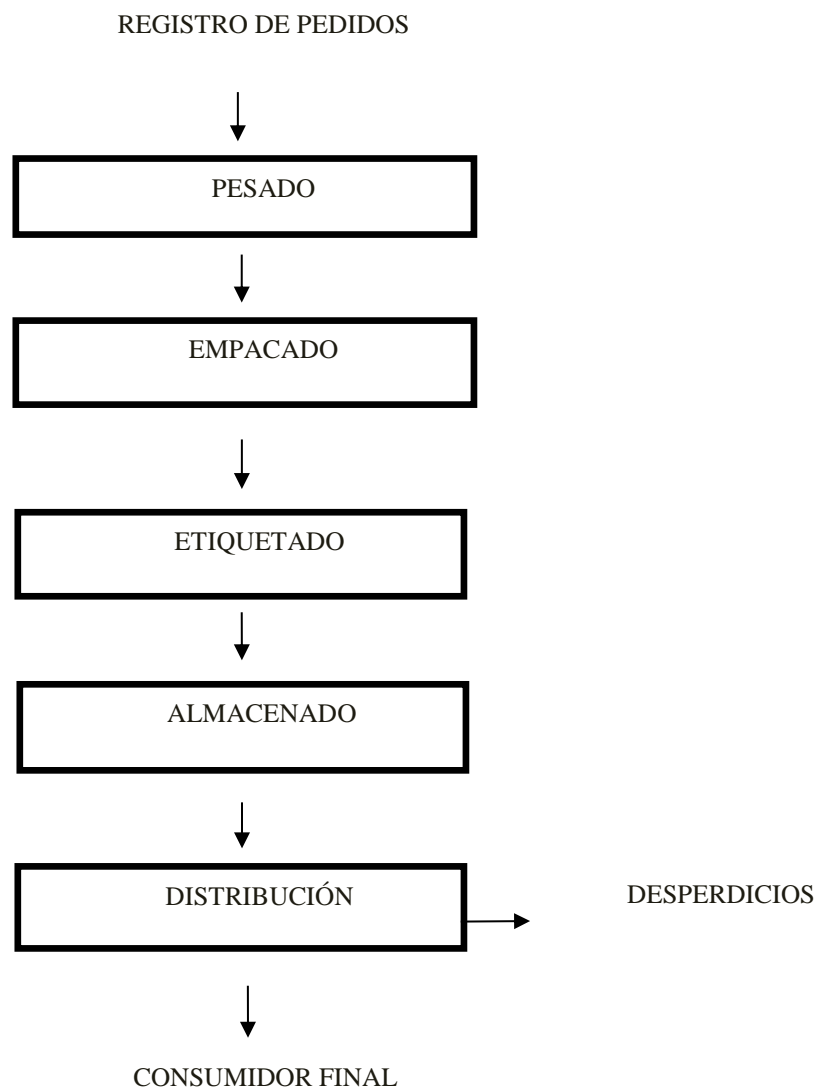 REGISTRO DE PEDIDOS
PESADO
EMPACADO
ETIQUETADO
ALMACENADO
DISTRIBUCIÓN
DESPERDICIOS
CONSUMIDOR FINAL